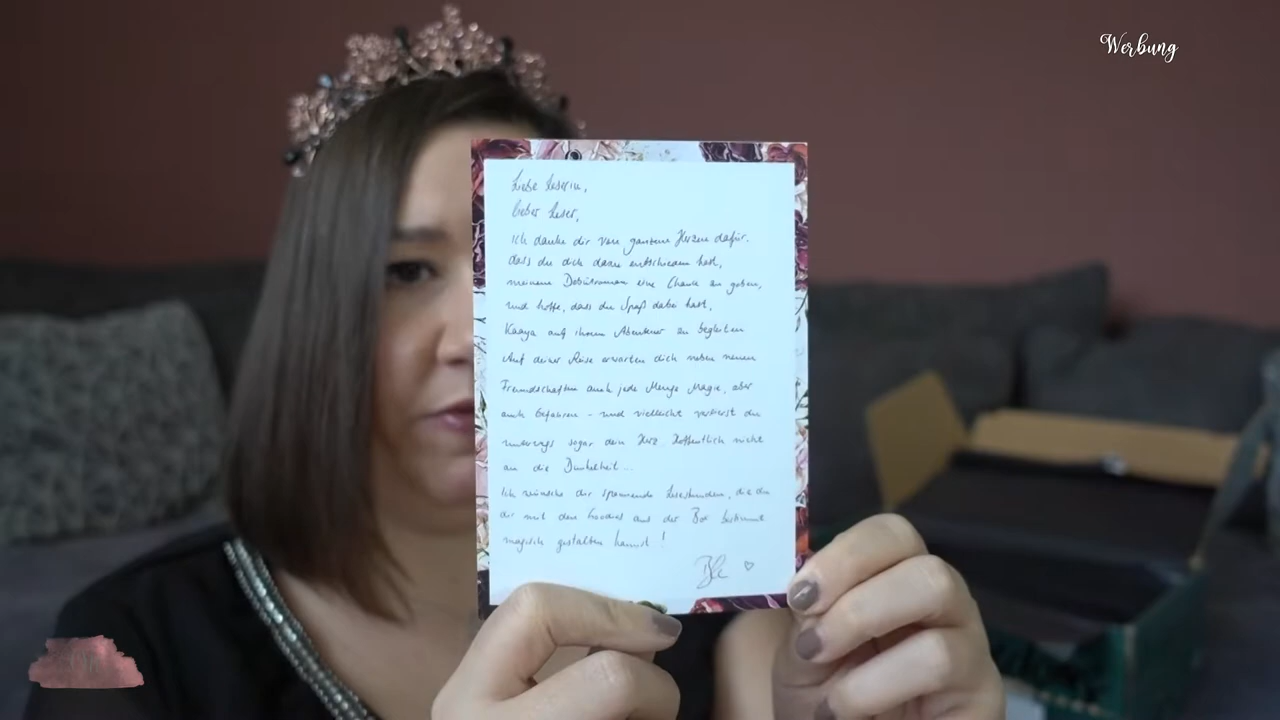 Werbung
Liebe Leserin,
lieber Leser,
ich danke dir von ganzem Herzen dafür,
dass du dich dazu entschieden hast,
meinem Debütroman eine Chance zu geben,
und hoffe, dass du Spaß dabei hast,
Kaaya auf ihrem Abenteuer zu begleiten
Auf deiner Reise erwarten dich neben neuen
Freundschaften auch jede Menge Magie, aber
auch Gefahren – und vielleicht verlierst du
unterwegs sogar dein Herz. Hoffentlich nicht
an die Dunkelheit ...
Ich wünsche dir spannende Lesestunden, die du
dir mit den Goodies aus der Box bestimmt
magisch gestalten kannst !